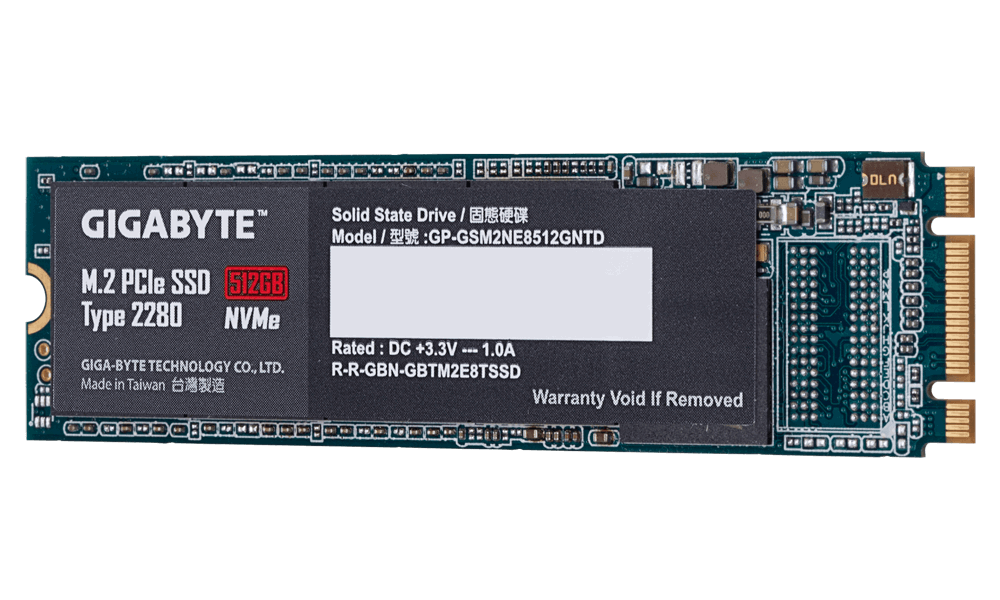 GIGABYTE™
M.2 PCIe SSD 512GB
Type 2280 NVMe
GIGA-BYTE TECHNOLOGY CO., LTD.
Made in Taiwan 台灣製造
Solid State Drive / 固態硬碟
Model / 型號 :GP-GSM2NE8512GNTD
Rated : DC +3.3V --- 1.0A
R-R-GBN-GBTM2E8TSSD
Warranty Void If Removed